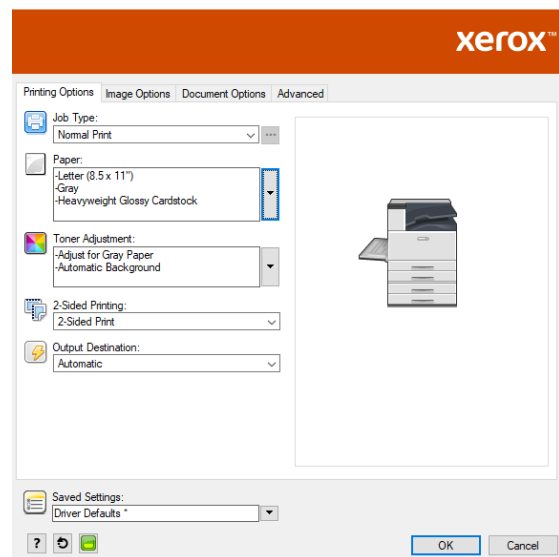 xerox™
Printing Options Image Options Document Options Advanced
Job Type:
Normal Print
Paper:
-Letter (8.5 x 11")
-Gray
-Heavyweight Glossy Cardstock
Toner Adjustment:
-Adjust for Gray Paper
-Automatic Background
2-Sided Printing:
2-Sided Print
Output Destination:
Automatic
Saved Settings:
Driver Defaults *
?
OK Cancel